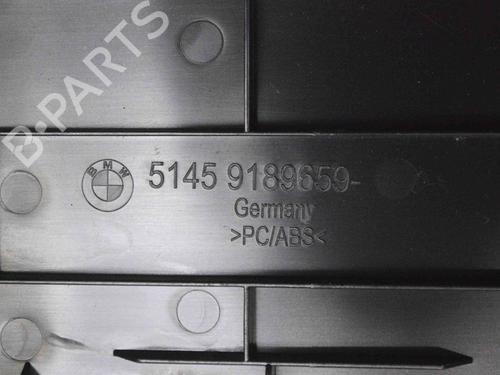 B-PARTS
BMW
5145 9189659-
Germany
>PC/ABS<